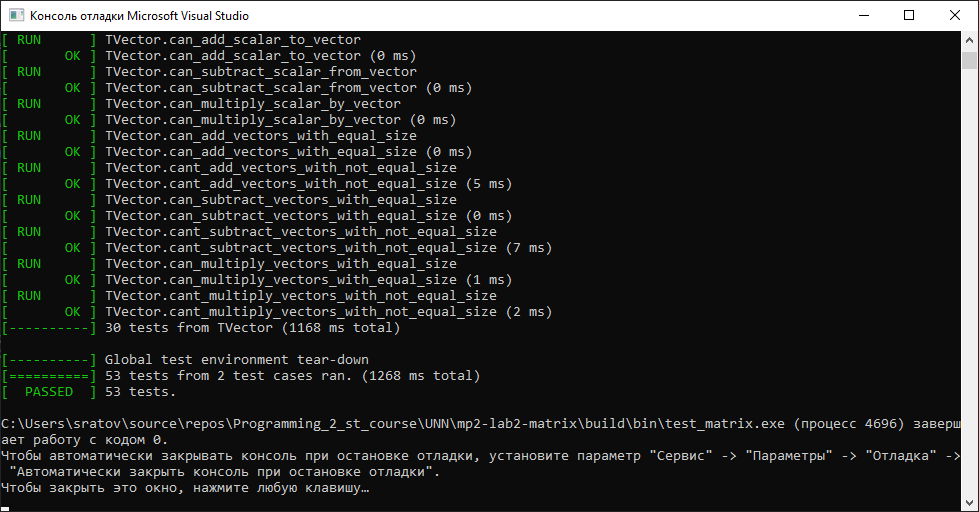 Консоль отладки Microsoft Visual Studio
[ RUN      ] TVector.can_add_scalar_to_vector
[       OK ] TVector.can_add_scalar_to_vector (0 ms)
[ RUN      ] TVector.can_subtract_scalar_from_vector
[       OK ] TVector.can_subtract_scalar_from_vector (0 ms)
[ RUN      ] TVector.can_multiply_scalar_by_vector
[       OK ] TVector.can_multiply_scalar_by_vector (0 ms)
[ RUN      ] TVector.can_add_vectors_with_equal_size
[       OK ] TVector.can_add_vectors_with_equal_size (0 ms)
[ RUN      ] TVector.cant_add_vectors_with_not_equal_size
[       OK ] TVector.cant_add_vectors_with_not_equal_size (5 ms)
[ RUN      ] TVector.can_subtract_vectors_with_equal_size
[       OK ] TVector.can_subtract_vectors_with_equal_size (0 ms)
[ RUN      ] TVector.cant_subtract_vectors_with_not_equal_size
[       OK ] TVector.cant_subtract_vectors_with_not_equal_size (7 ms)
[ RUN      ] TVector.can_multiply_vectors_with_equal_size
[       OK ] TVector.can_multiply_vectors_with_equal_size (1 ms)
[ RUN      ] TVector.cant_multiply_vectors_with_not_equal_size
[       OK ] TVector.cant_multiply_vectors_with_not_equal_size (2 ms)
[----------] 30 tests from TVector (1168 ms total)
[----------] Global test environment tear-down
[==========] 53 tests from 2 test cases ran. (1268 ms total)
[  PASSED  ] 53 tests.
C:\Users\sratov\source\repos\Programming_2_st_course\UNN\mp2-lab2-matrix\build\bin\test_matrix.exe (процесс 4696) заверш
ает работу с кодом 0.
Чтобы автоматически закрывать консоль при остановке отладки, установите параметр "Сервис" -> "Параметры" -> "Отладка" ->
"Автоматически закрыть консоль при остановке отладки".
Чтобы закрыть это окно, нажмите любую клавишу…